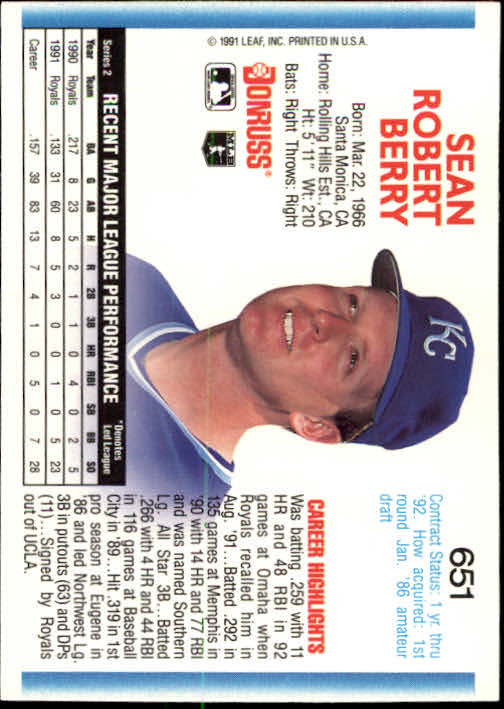 651
SEAN
ROBERT
BERRY
Born: Mar. 22, 1966
Santa Monica, CA
Home: Rolling Hills Est., CA
Ht: 5'11" Wt: 210
Bats: Right Throws: Right
DONRUSS®
MLB
© 1991 LEAF, INC. PRINTED IN U.S.A.
KC
Contract Status: 1 yr. thru
'92. How acquired: 1st
round Jan. '86 amateur
draft
CAREER HIGHLIGHTS
Was batting .259 with 11
HR and 48 RBI in 92
games at Omaha when
Royals recalled him in
Aug. '91...Batted .292 in
135 games at Memphis in
'90 with 14 HR and 77 RBI
and was named Southern
Lg. All Star 3B...Batted
.266 with 4 HR and 44 RBI
in 116 games at Baseball
City in '89...Hit .319 in 1st
pro season at Eugene in
'86 and led Northwest Lg.
3B in putouts (63) and DPs
(11)...Signed by Royals
out of UCLA.
Series 2 RECENT MAJOR LEAGUE PERFORMANCE *Denotes Led League
Year Team BA G AB H R 2B 3B HR RBI SB BB SO
1990 Royals .217 8 23 5 2 1 1 0 4 0 2 5
1991 Royals .133 31 60 8 5 3 0 0 1 0 5 23
Career .157 39 83 13 7 4 1 0 5 0 7 28